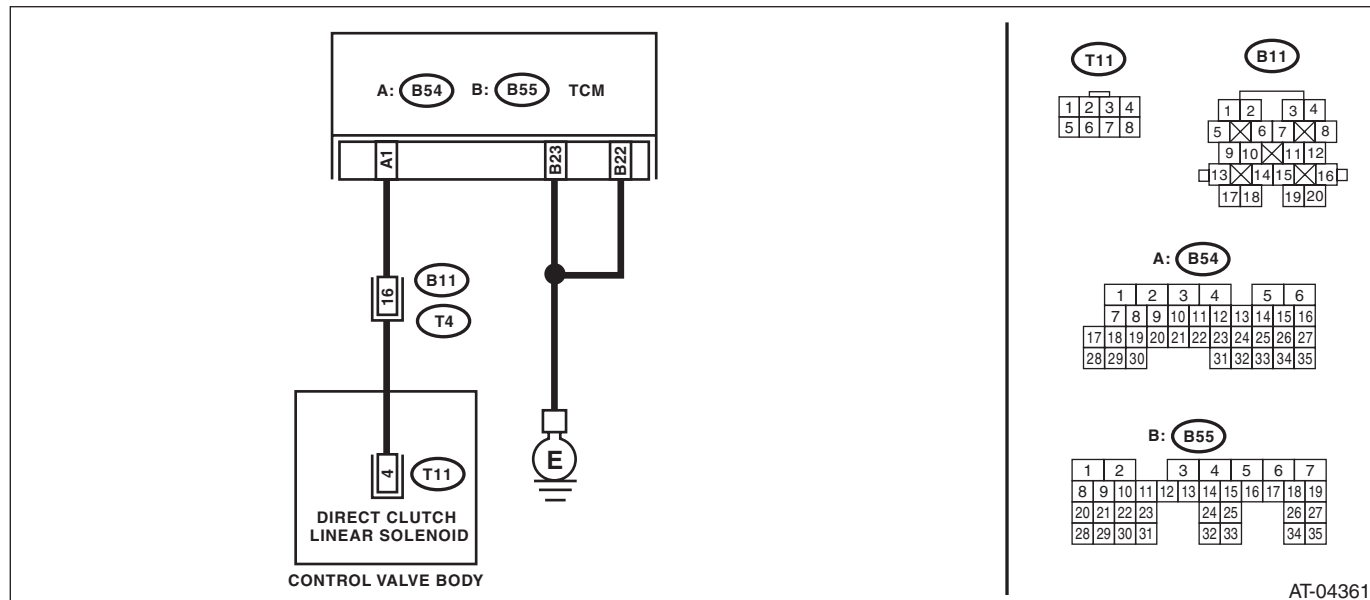 A: B54 B: B55 TCM
A1 B23 B22
16
B11
T4
4
T11
E
DIRECT CLUTCH
LINEAR SOLENOID
CONTROL VALVE BODY
T11
1 2 3 4
5 6 7 8
B11
1 2 3 4
5 6 7 8
9 10 11 12
13 14 15 16
17 18 19 20
A: B54
1 2 3 4 5 6
7 8 9 10 11 12 13 14 15 16
17 18 19 20 21 22 23 24 25 26 27
28 29 30 31 32 33 34 35
B: B55
1 2 3 4 5 6 7
8 9 10 11 12 13 14 15 16 17 18 19
20 21 22 23 24 25 26 27
28 29 30 31 32 33 34 35
AT-04361